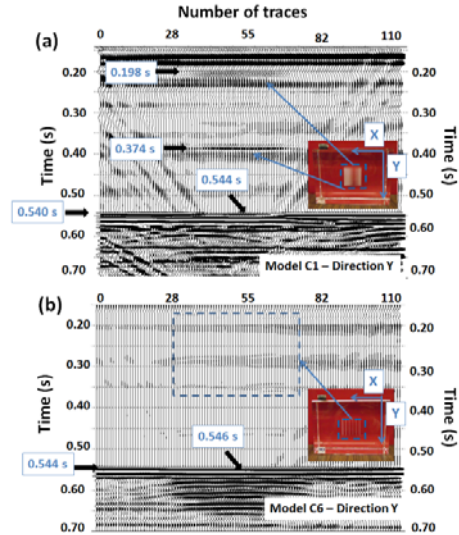 Number of traces
(a)
0 28 55 82 110
0.198 s
0.20 0.20
0.30 0.30
X
Y
0.374 s
0.40 0.40
Time (s) Time (s)
0.544 s
0.50 0.50
0.540 s
0.60 0.60
0.70 0.70
Model C1 – Direction Y
(b)
0 28 55 82 110
0.20 0.20
0.30 0.30
X
Y
0.40 0.40
Time (s) Time (s)
0.546 s
0.50 0.50
0.544 s
0.60 0.60
Model C6 – Direction Y
0.70 0.70